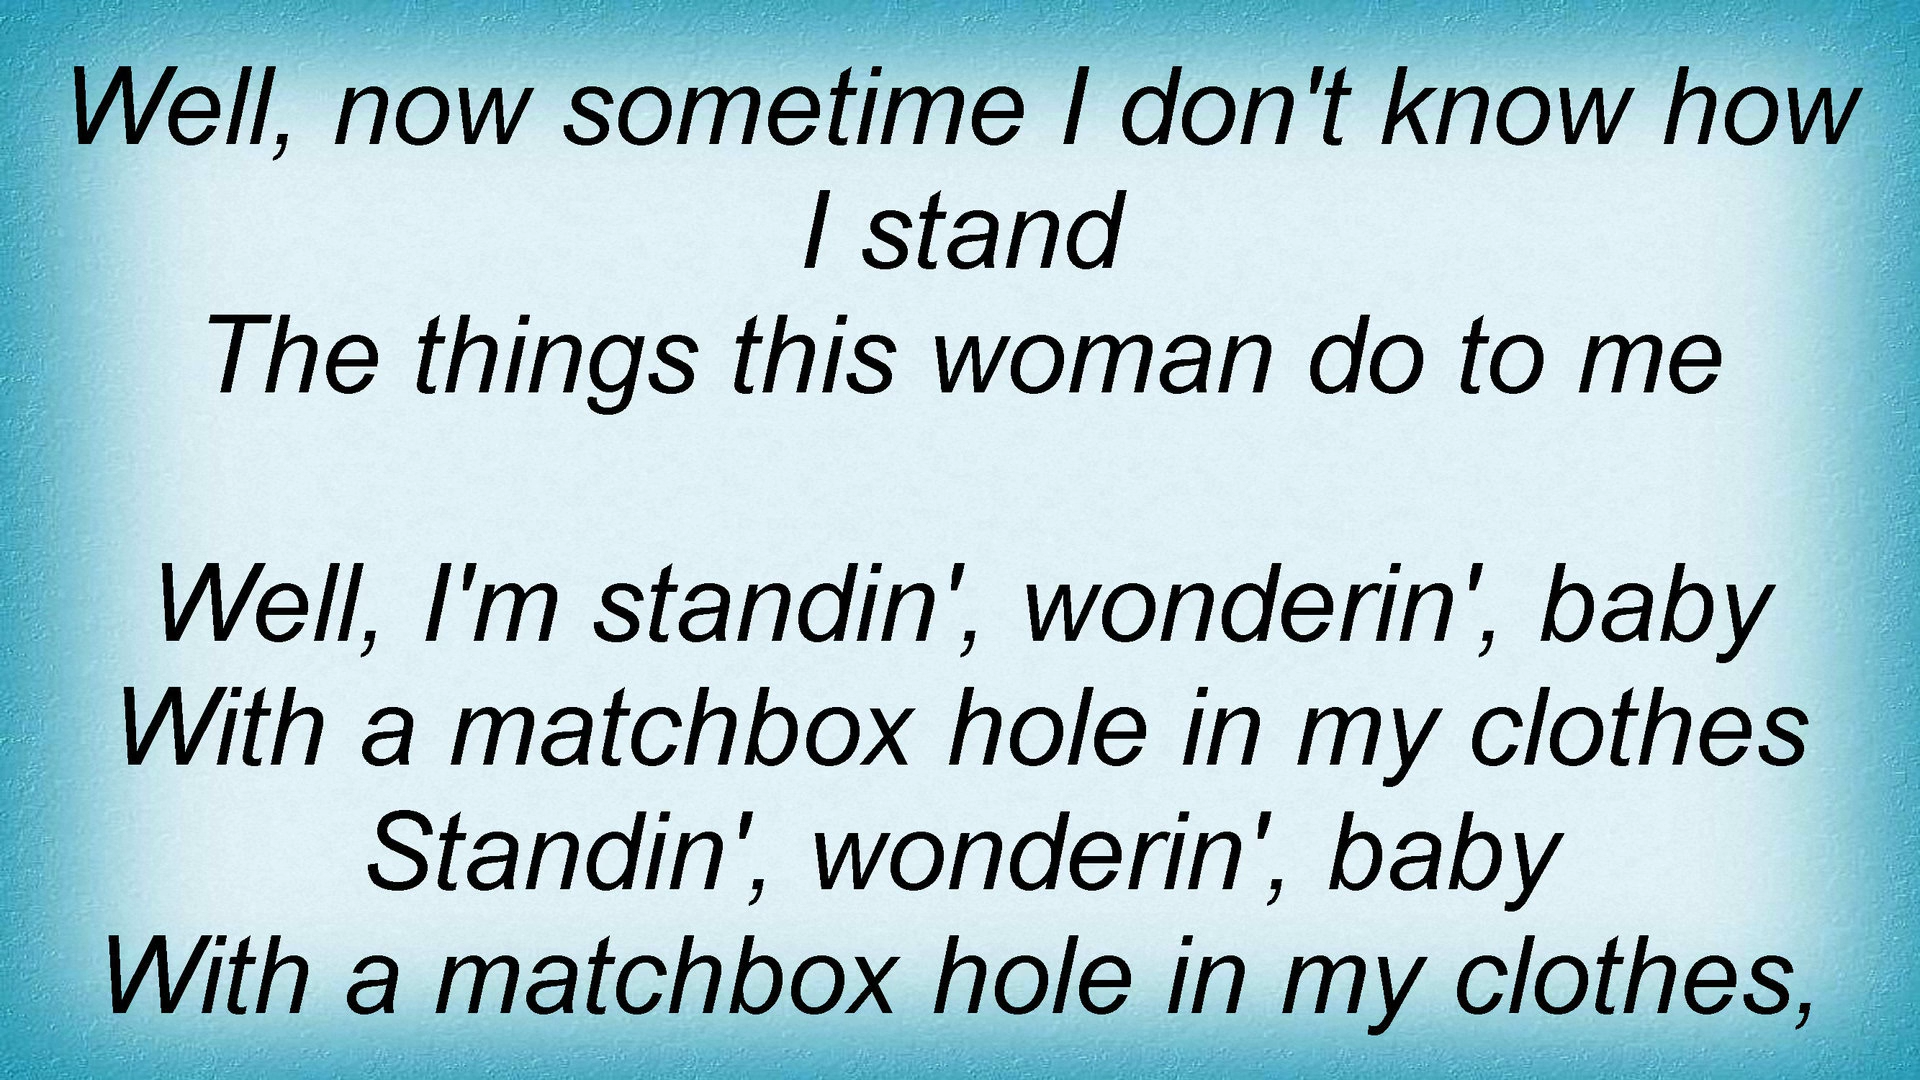 Well, now sometime I don't know how
I stand
The things this woman do to me
Well, I'm standin', wonderin', baby
With a matchbox hole in my clothes
Standin', wonderin', baby
With a matchbox hole in my clothes,